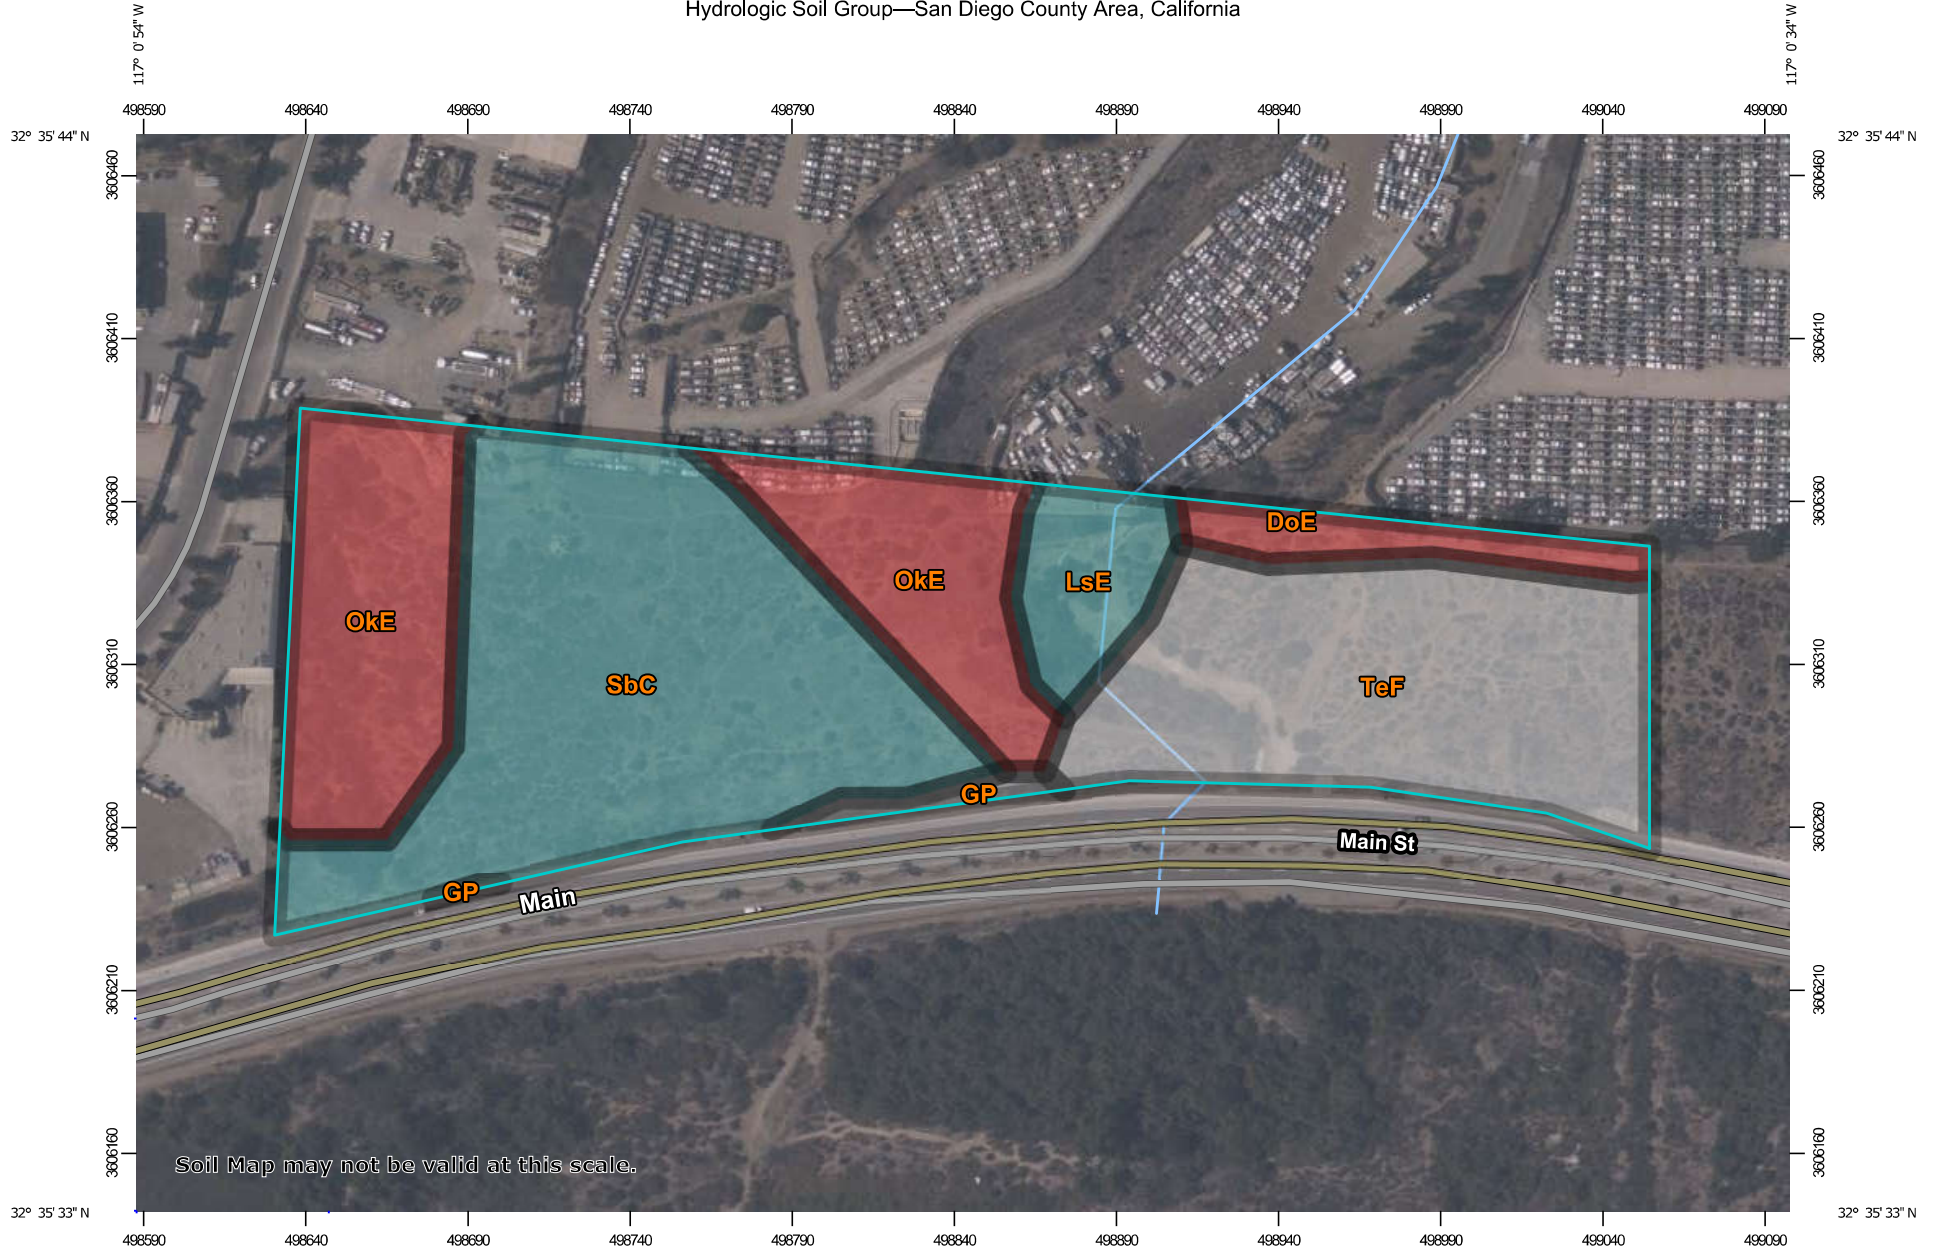 Hydrologic Soil Group—San Diego County Area, California
117° 0' 54" W
117° 0' 34" W
498590 498640 498690 498740 498790 498840 498890 498940 498990 499040 499090
32° 35' 44" N
32° 35' 44" N
3606460
3606460
3606410
3606410
3606360
3606360
DoE
OkE
LsE
OkE
3606310
3606310
SbC
TeF
GP
3606260
3606260
Main St
GP
Main
3606210
3606210
3606160
3606160
Soil Map may not be valid at this scale.
32° 35' 33" N
32° 35' 33" N
498590 498640 498690 498740 498790 498840 498890 498940 498990 499040 499090